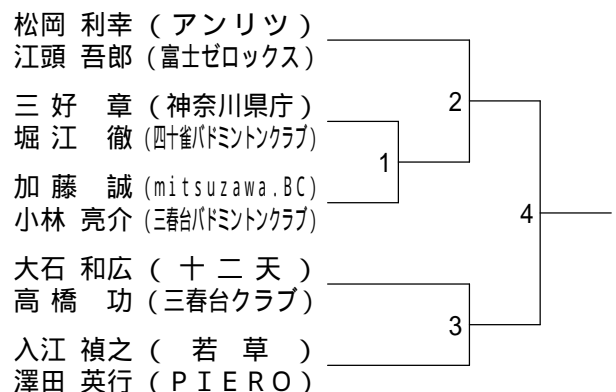 松岡 利幸 (アンリツ)
江頭 吾郎 (富士ゼロックス)
三好 章 (神奈川県庁)
堀江 徹 (四十雀バドミントンクラブ)
加藤 誠 (mitsuzawa.BC)
小林 亮介 (三春台バドミントンクラブ)
大石 和広 (十二天)
高橋 功 (三春台クラブ)
入江 禎之 (若草)
澤田 英行 (PIERO)
2
1
4
3